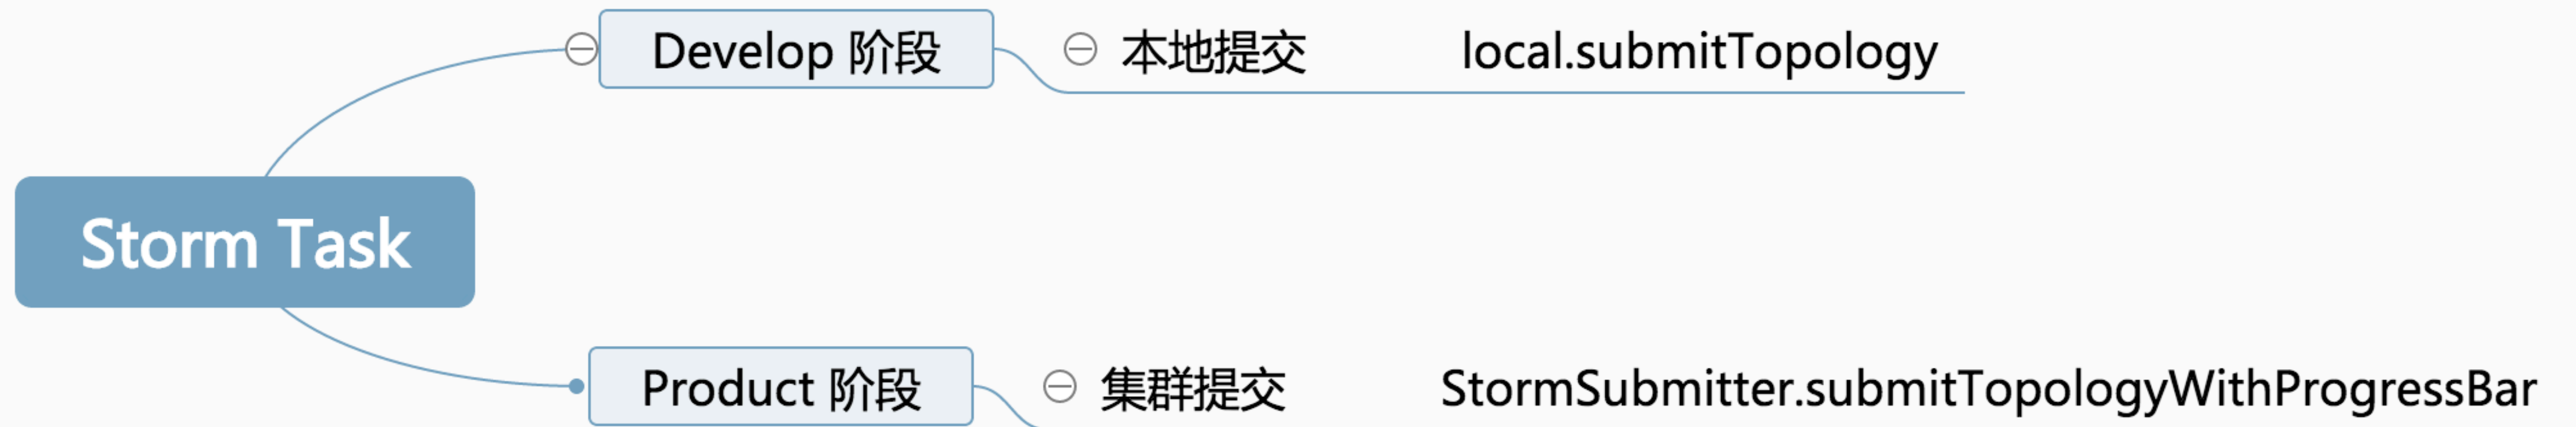 Develop 阶段 本地提交 local.submitTopology
Storm Task
Product 阶段 集群提交 StormSubmitter.submitTopologyWithProgressBar